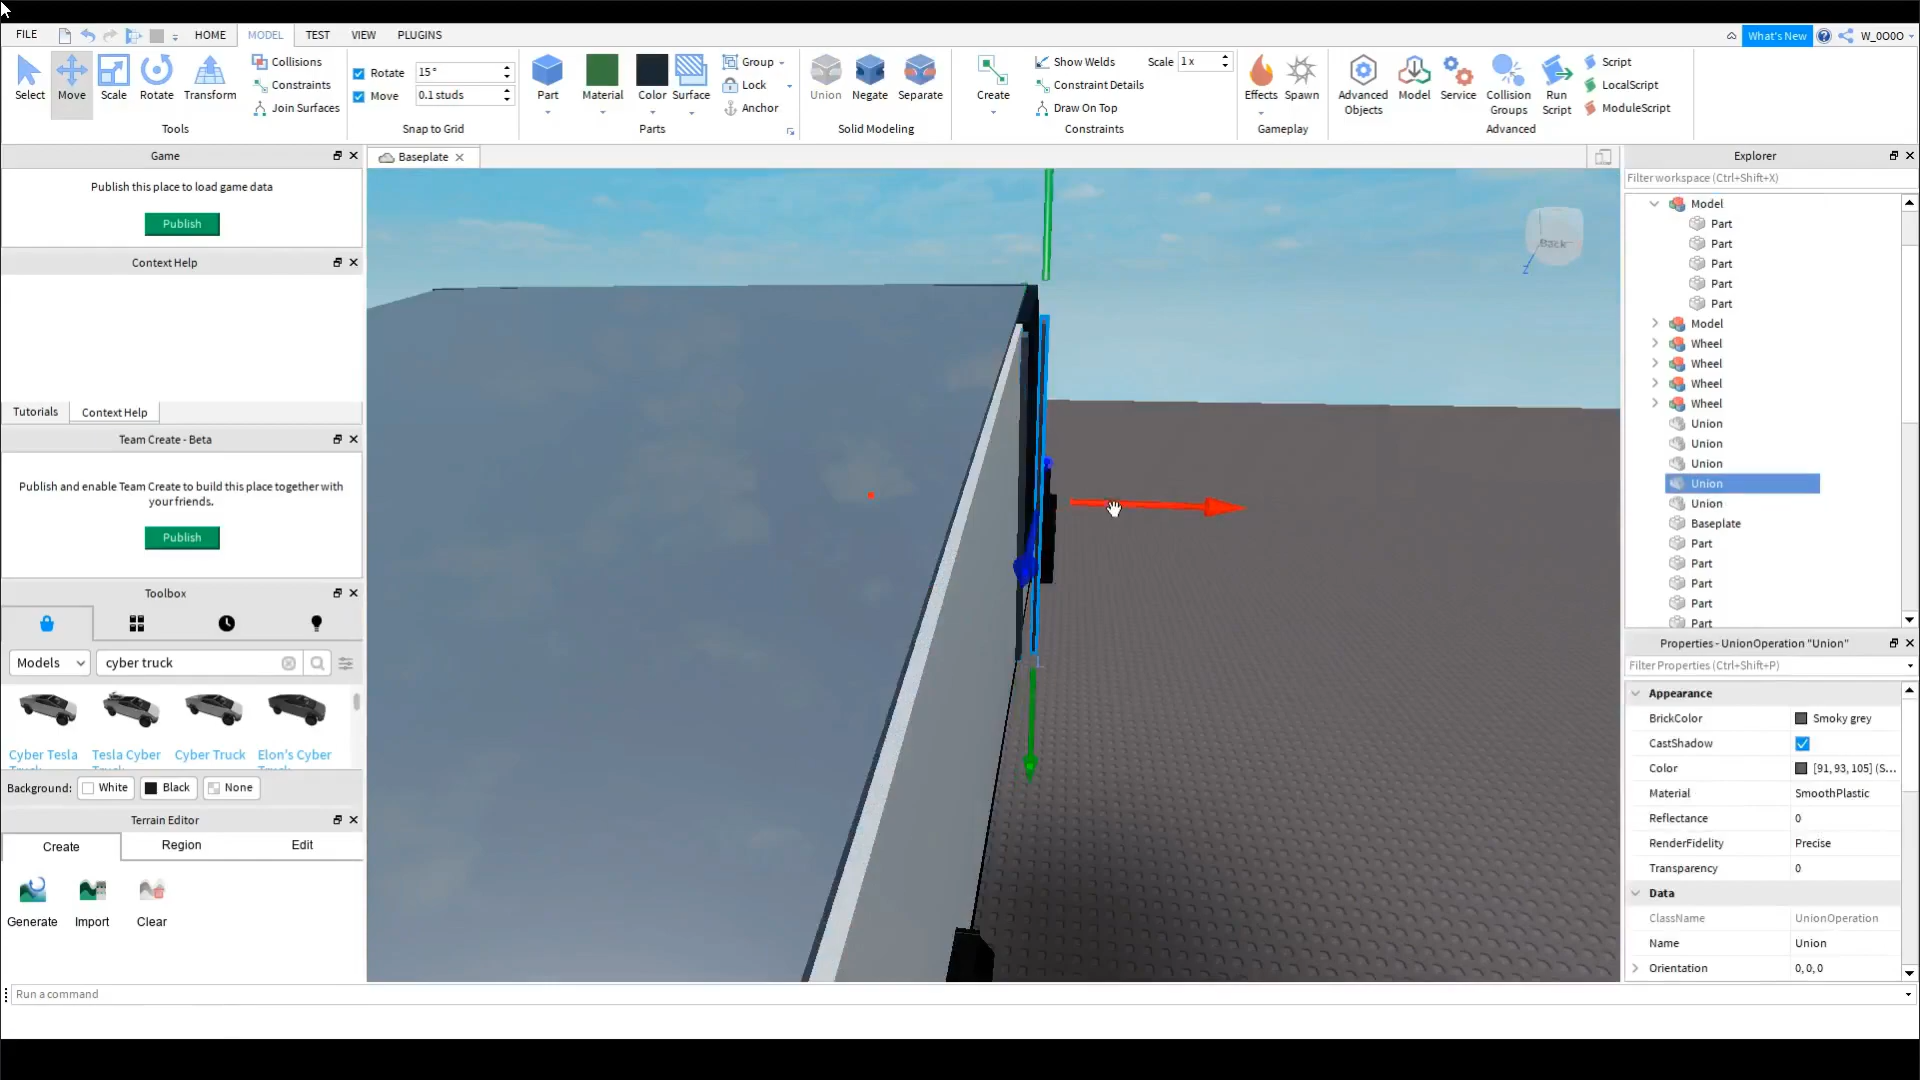 FILE HOME MODEL TEST VIEW PLUGINS What's New W_0O0O
Select Move Scale Rotate Transform
Collisions
Constraints
Join Surfaces
Tools
Rotate 15°
Move 0.1 studs
Snap to Grid
Part Material Color Surface
Group
Lock
Anchor
Parts
Union Negate Separate
Solid Modeling
Create
Show Welds Scale 1 x
Constraint Details
Draw On Top
Constraints
Effects Spawn
Gameplay
Advanced Objects Model Service Collision Groups Run Script
Script
LocalScript
ModuleScript
Advanced
Game
Publish this place to load game data
Publish
Context Help
Tutorials Context Help
Team Create - Beta
Publish and enable Team Create to build this place together with
your friends.
Publish
Toolbox
Models cyber truck
Cyber Tesla Tesla Cyber Cyber Truck Elon's Cyber
Truck Truck Truck
Background: White Black None
Terrain Editor
Create Region Edit
Generate Import Clear
Baseplate
Back
Z
Explorer
Filter workspace (Ctrl+Shift+X)
Model
Part
Part
Part
Part
Part
Model
Wheel
Wheel
Wheel
Wheel
Union
Union
Union
Union
Union
Baseplate
Part
Part
Part
Part
Part
Properties - UnionOperation "Union"
Filter Properties (Ctrl+Shift+P)
Appearance
BrickColor Smoky grey
CastShadow
Color [91, 93, 105] (S...
Material SmoothPlastic
Reflectance 0
RenderFidelity Precise
Transparency 0
Data
ClassName UnionOperation
Name Union
Orientation 0, 0, 0
Run a command